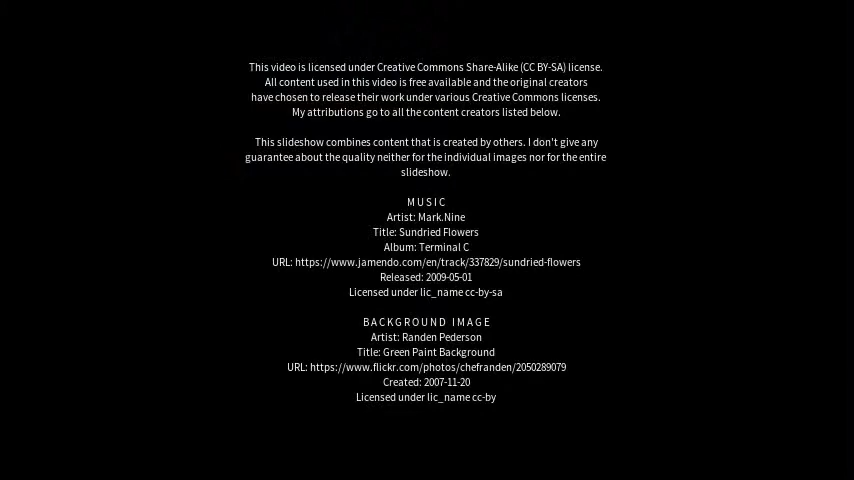 This video is licensed under Creative Commons Share-Alike (CC BY-SA) license.
All content used in this video is free available and the original creators
have chosen to release their work under various Creative Commons licenses.
My attributions go to all the content creators listed below.
This slideshow combines content that is created by others. I don't give any
guarantee about the quality neither for the individual images nor for the entire
slideshow.
MUSIC
Artist: Mark.Nine
Title: Sundried Flowers
Album: Terminal C
URL: https://www.jamendo.com/en/track/337829/sundried-flowers
Released: 2009-05-01
Licensed under lic_name cc-by-sa
BACKGROUND IMAGE
Artist: Randen Pederson
Title: Green Paint Background
URL: https://www.flickr.com/photos/chefranden/2050289079
Created: 2007-11-20
Licensed under lic_name cc-by